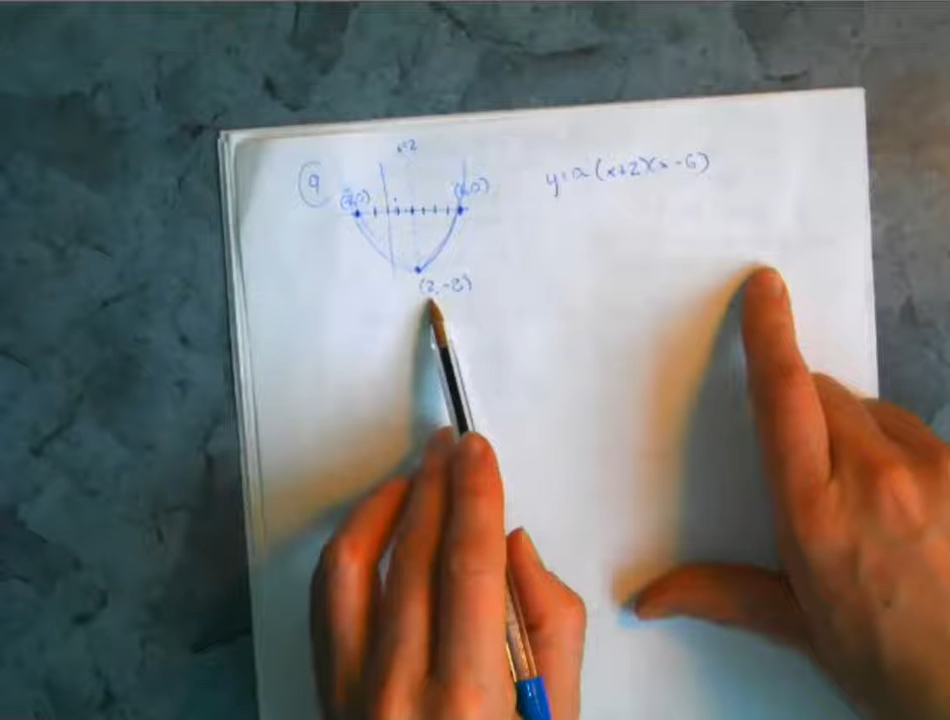 9
x=2
(-2,0) (6,0)
y=a(x+2)(x-6)
(2,-8)